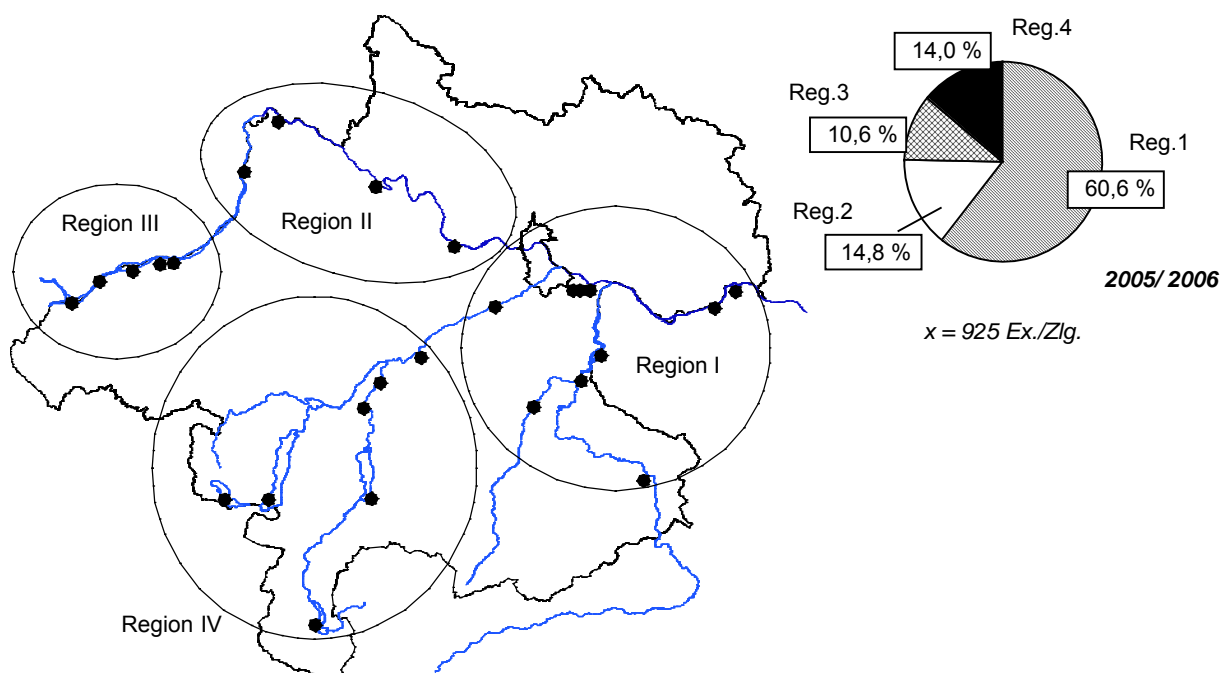 Region III
Region II
Region I
Region IV
Reg.4
14,0 %
Reg.3
10,6 %
Reg.1
60,6 %
Reg.2
14,8 %
2005/ 2006
x = 925 Ex./Zlg.